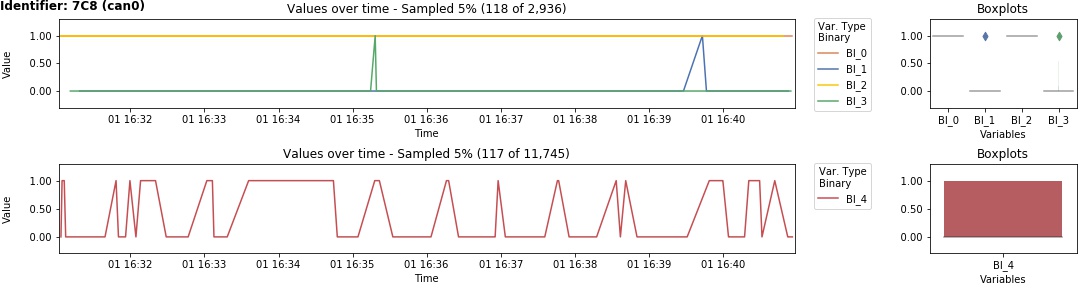 Identifier: 7C8 (can0)
Values over time - Sampled 5% (118 of 2,936)
Value
1.00
0.50
0.00
01 16:32 01 16:33 01 16:34 01 16:35 01 16:36 01 16:37 01 16:38 01 16:39 01 16:40
Time
Var. Type
Binary
BI_0
BI_1
BI_2
BI_3
Boxplots
1.00
0.50
0.00
BI_0 BI_1 BI_2 BI_3
Variables
Values over time - Sampled 5% (117 of 11,745)
Value
1.00
0.50
0.00
01 16:32 01 16:33 01 16:34 01 16:35 01 16:36 01 16:37 01 16:38 01 16:39 01 16:40
Time
Var. Type
Binary
BI_4
Boxplots
1.00
0.50
0.00
BI_4
Variables